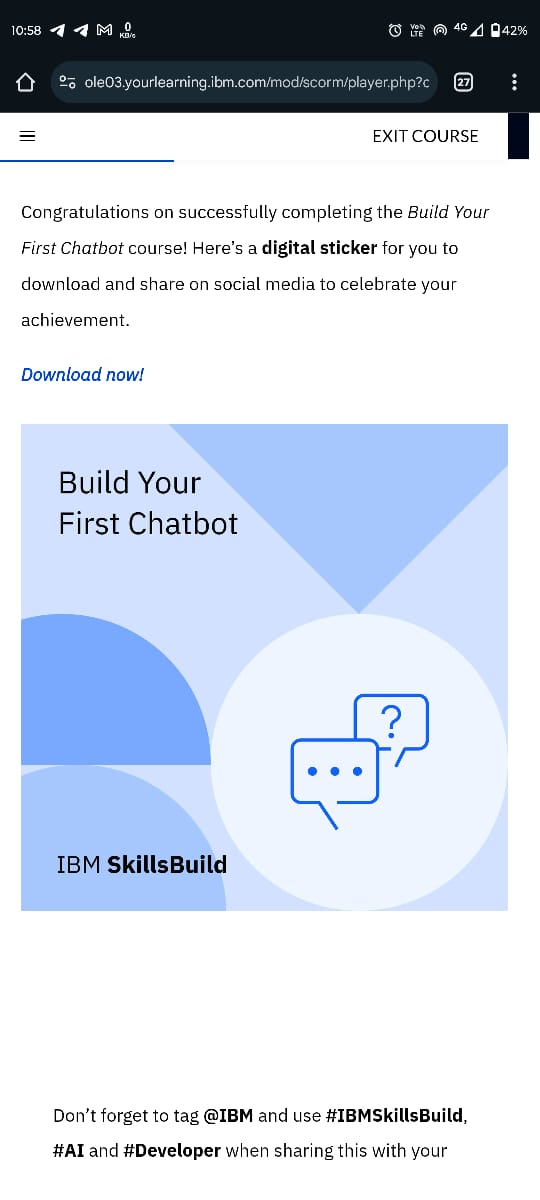 10:58 0 KB/s Vo)) LTE 4G 42%
ole03.yourlearning.ibm.com/mod/scorm/player.php?c 27
EXIT COURSE
Congratulations on successfully completing the Build Your
First Chatbot course! Here’s a digital sticker for you to
download and share on social media to celebrate your
achievement.
Download now!
Build Your
First Chatbot
?
IBM SkillsBuild
Don’t forget to tag @IBM and use #IBMSkillsBuild,
#AI and #Developer when sharing this with your